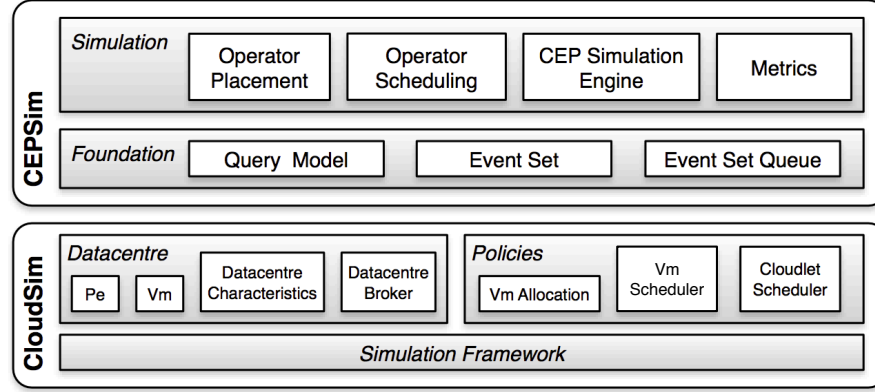 CEPSim
Simulation
Operator
Placement
Operator
Scheduling
CEP Simulation
Engine
Metrics
Foundation
Query Model
Event Set
Event Set Queue
CloudSim
Datacentre
Pe
Vm
Datacentre
Characteristics
Datacentre
Broker
Policies
Vm Allocation
Vm
Scheduler
Cloudlet
Scheduler
Simulation Framework